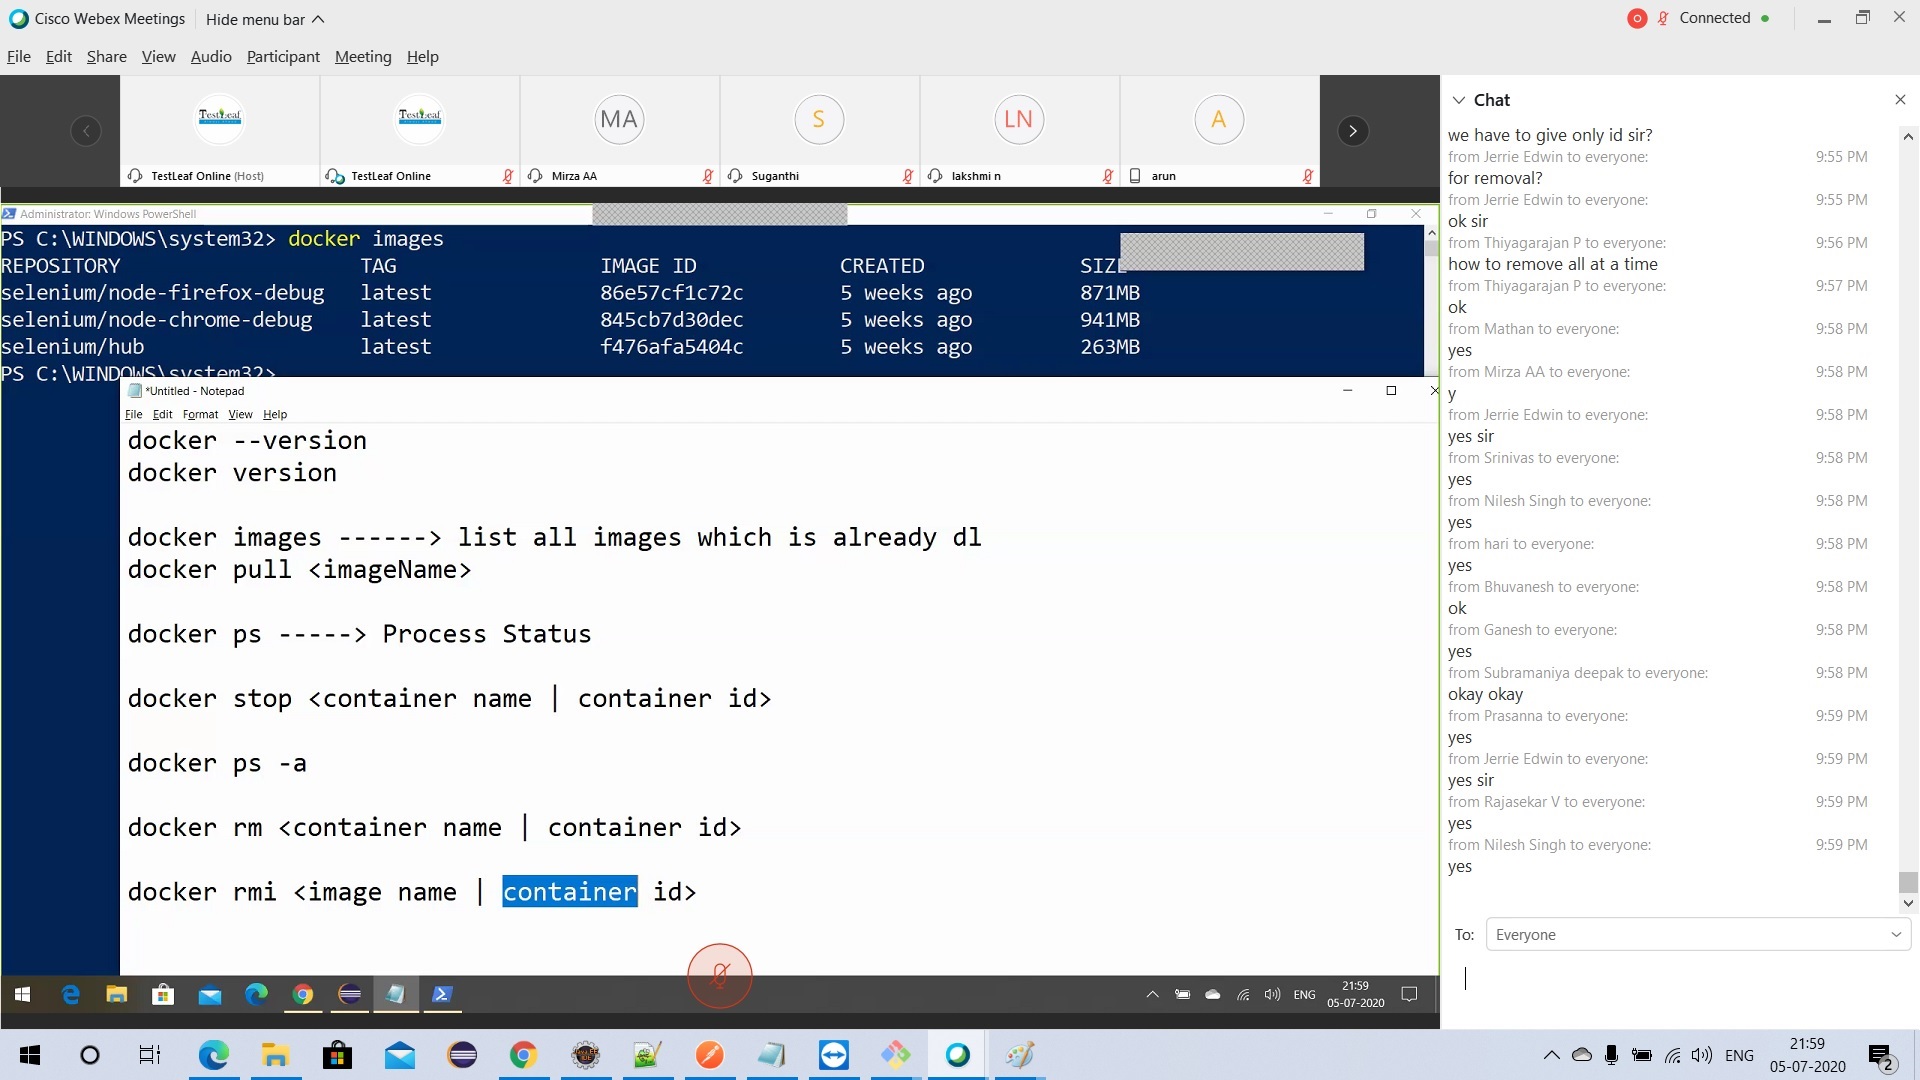 Cisco Webex Meetings Hide menu bar
Connected
File Edit Share View Audio Participant Meeting Help
TestLeaf
TestLeaf
MA
S
LN
A
TestLeaf Online (Host)
TestLeaf Online
Mirza AA
Suganthi
lakshmi n
arun
Administrator: Windows PowerShell
PS C:\WINDOWS\system32> docker images
REPOSITORY TAG IMAGE ID CREATED SIZE
selenium/node-firefox-debug latest 86e57cf1c72c 5 weeks ago 871MB
selenium/node-chrome-debug latest 845cb7d30dec 5 weeks ago 941MB
selenium/hub latest f476afa5404c 5 weeks ago 263MB
PS C:\WINDOWS\system32>
*Untitled - Notepad
File Edit Format View Help
docker --version
docker version
docker images ------> list all images which is already dl
docker pull <imageName>
docker ps -----> Process Status
docker stop <container name | container id>
docker ps -a
docker rm <container name | container id>
docker rmi <image name | container id>
ENG
21:59
05-07-2020
Chat
we have to give only id sir?
from Jerrie Edwin to everyone: 9:55 PM
for removal?
from Jerrie Edwin to everyone: 9:55 PM
ok sir
from Thiyagarajan P to everyone: 9:56 PM
how to remove all at a time
from Thiyagarajan P to everyone: 9:57 PM
ok
from Mathan to everyone: 9:58 PM
yes
from Mirza AA to everyone: 9:58 PM
y
from Jerrie Edwin to everyone: 9:58 PM
yes sir
from Srinivas to everyone: 9:58 PM
yes
from Nilesh Singh to everyone: 9:58 PM
yes
from hari to everyone: 9:58 PM
yes
from Bhuvanesh to everyone: 9:58 PM
ok
from Ganesh to everyone: 9:58 PM
yes
from Subramaniya deepak to everyone: 9:58 PM
okay okay
from Prasanna to everyone: 9:59 PM
yes
from Jerrie Edwin to everyone: 9:59 PM
yes sir
from Rajasekar V to everyone: 9:59 PM
yes
from Nilesh Singh to everyone: 9:59 PM
yes
To: Everyone
ENG
21:59
05-07-2020
2